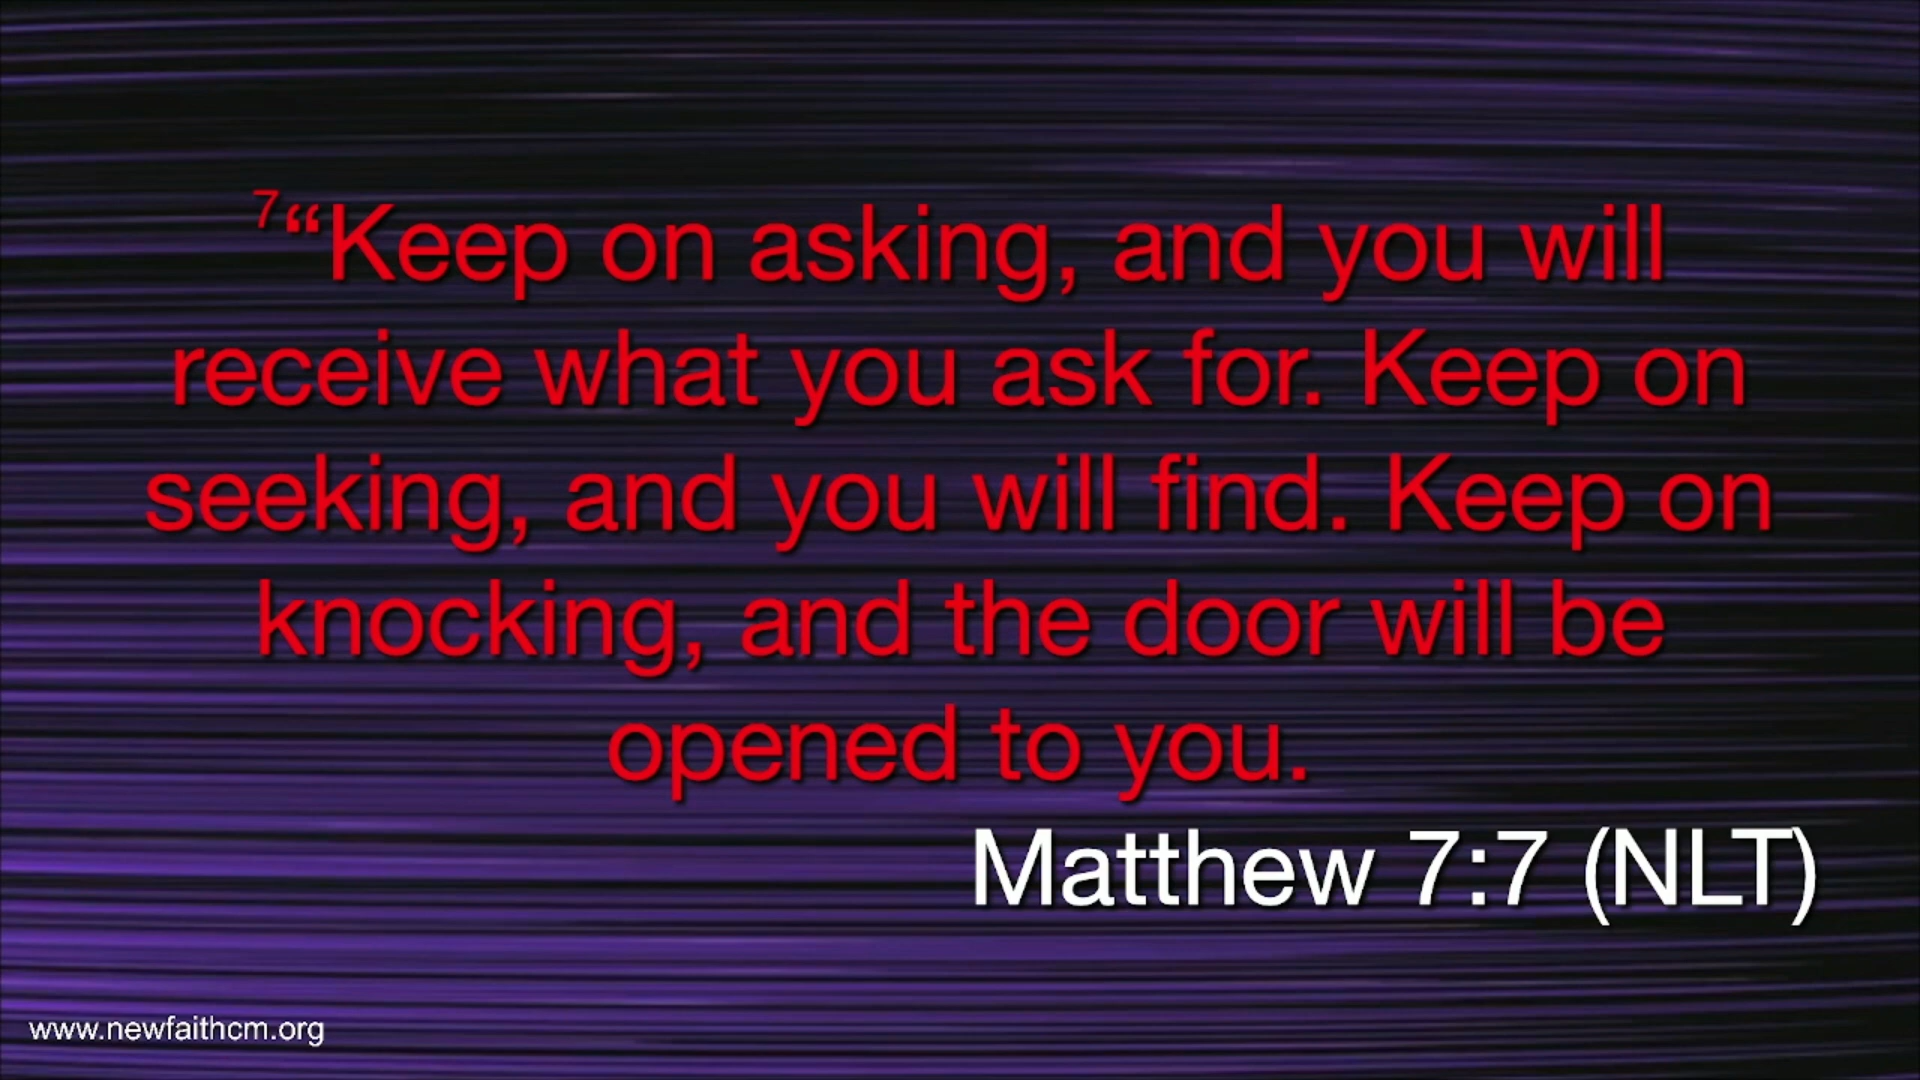 7“Keep on asking, and you will
receive what you ask for. Keep on
seeking, and you will find. Keep on
knocking, and the door will be
opened to you.
Matthew 7:7 (NLT)
www.newfaithcm.org